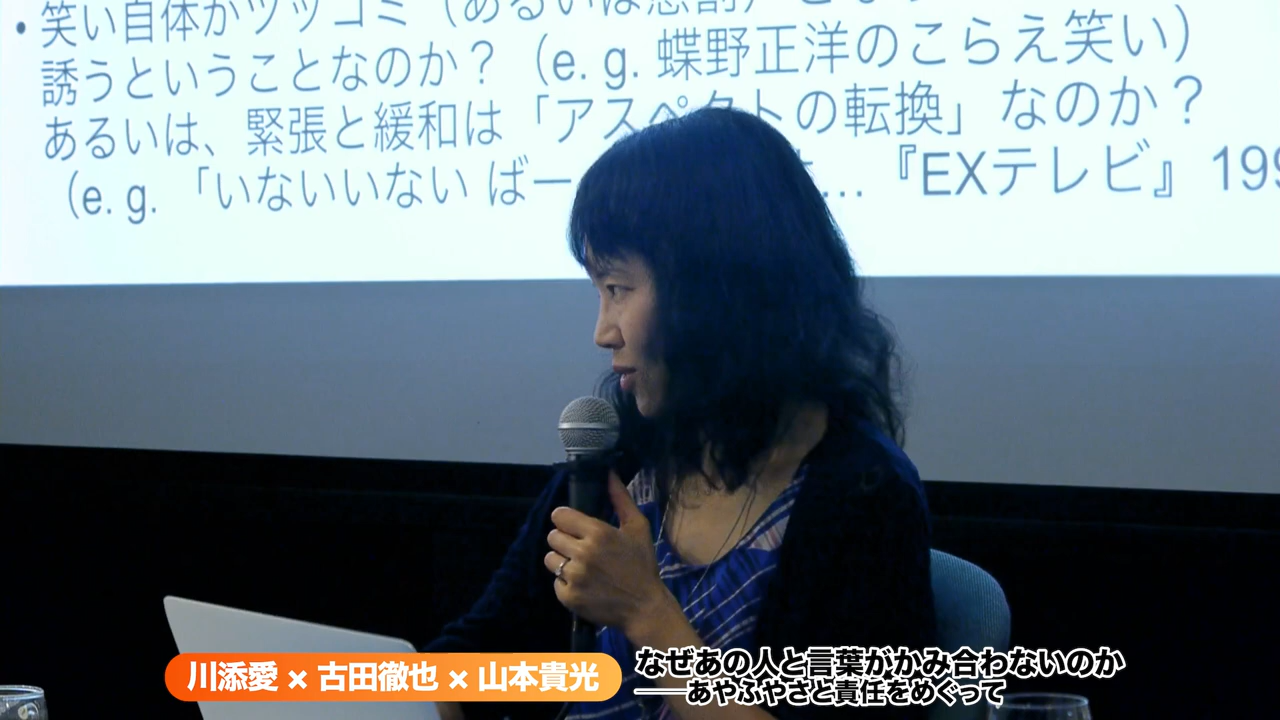 ・笑い自体がツッコミ（あるいは
誘うということなのか？（e. g. 蝶野正洋のこらえ笑い）
あるいは、緊張と緩和は「アスペクトの転換」なのか？
（e. g. 「いないいない ばー … 『EXテレビ』 199
川添愛 × 古田徹也 × 山本貴光
なぜあの人と言葉がかみ合わないのか
——あやふやさと責任をめぐって